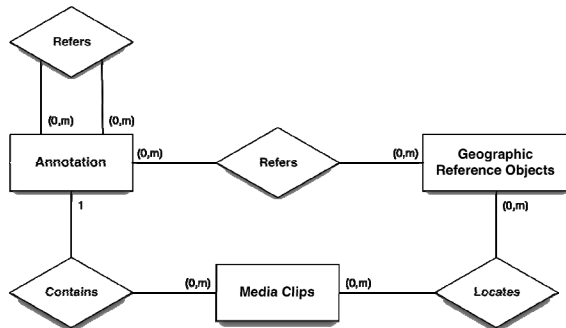 Refers
(0,m)
(0,m)
Annotation
(0,m)
Refers
(0,m)
Geographic
Reference Objects
1
(0,m)
Contains
(0,m)
Media Clips
(0,m)
Locates